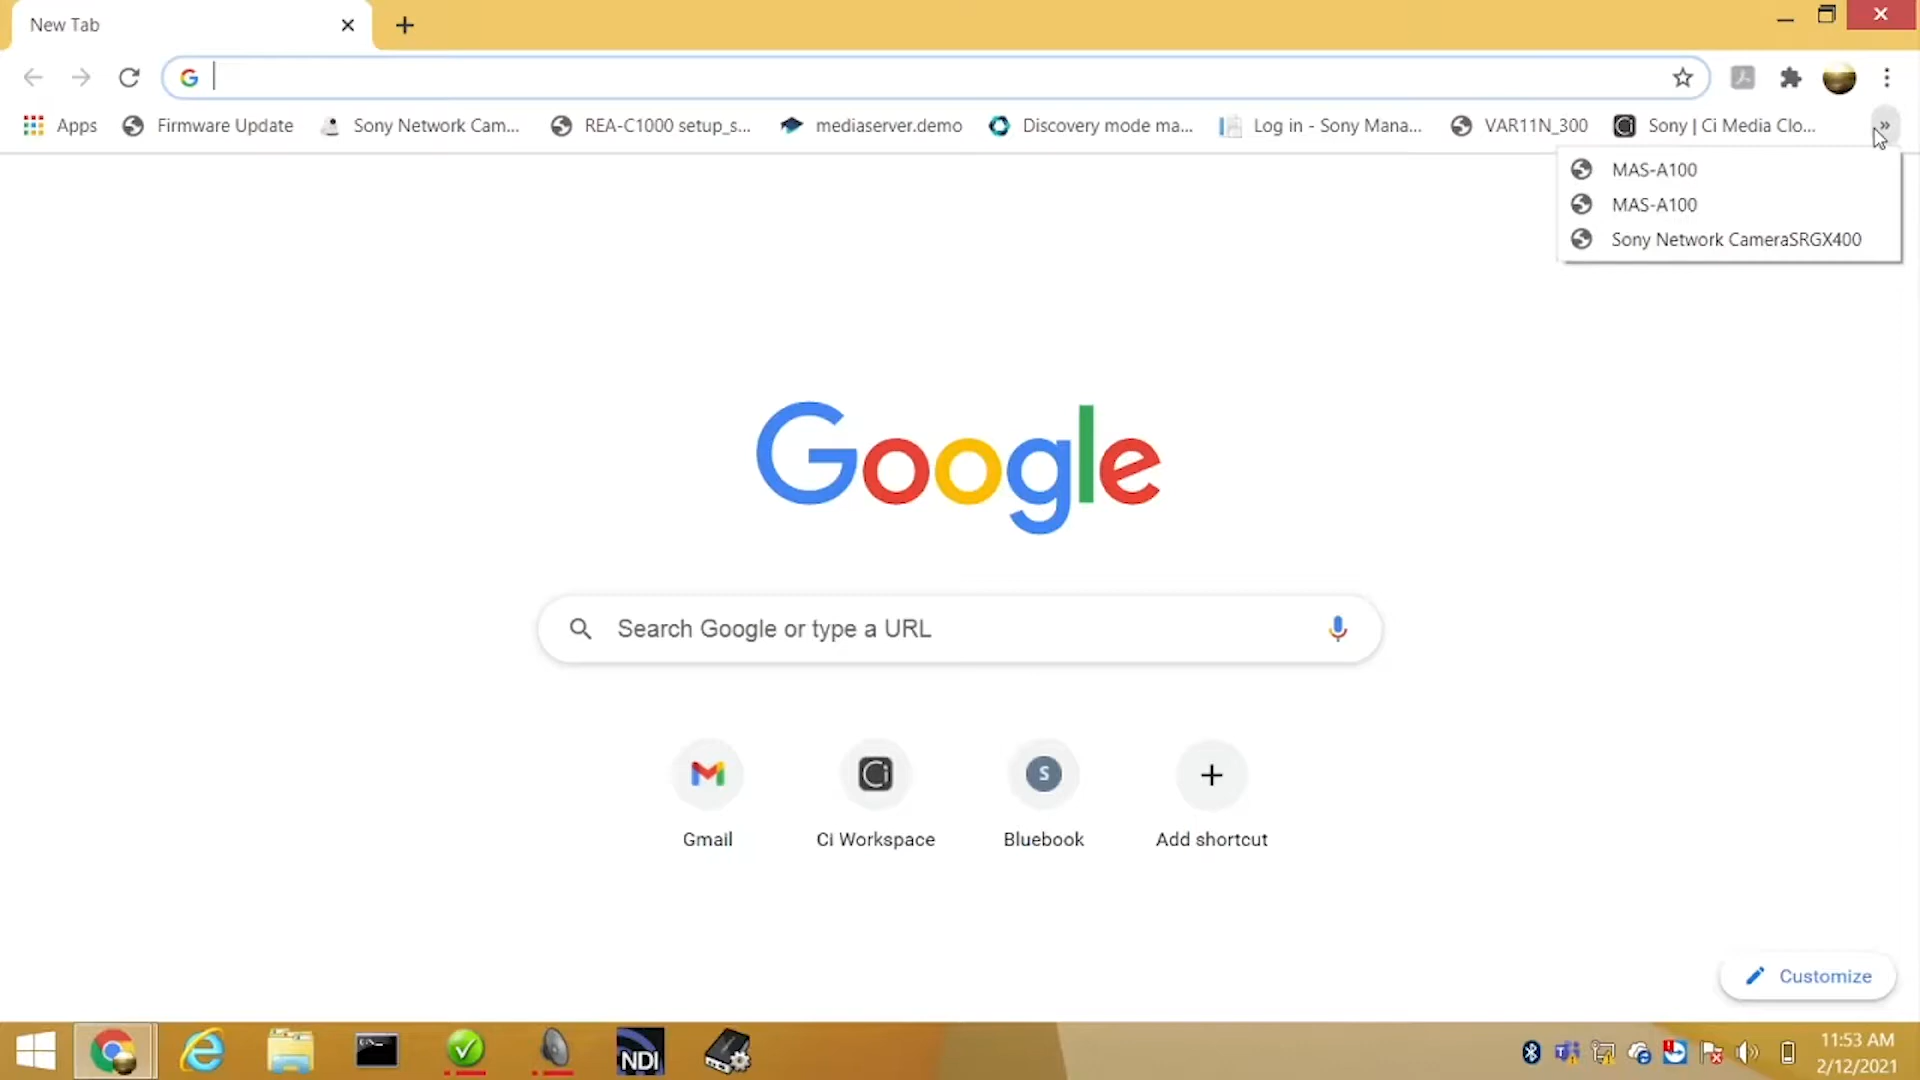 New Tab
Apps
Firmware Update
Sony Network Cam...
REA-C1000 setup_s...
mediaserver.demo
Discovery mode ma...
Log in - Sony Mana...
VAR11N_300
Sony | Ci Media Clo...
»
MAS-A100
MAS-A100
Sony Network CameraSRGX400
Google
Search Google or type a URL
Gmail
Ci Workspace
Bluebook
Add shortcut
Customize
NDI
11:53 AM
2/12/2021